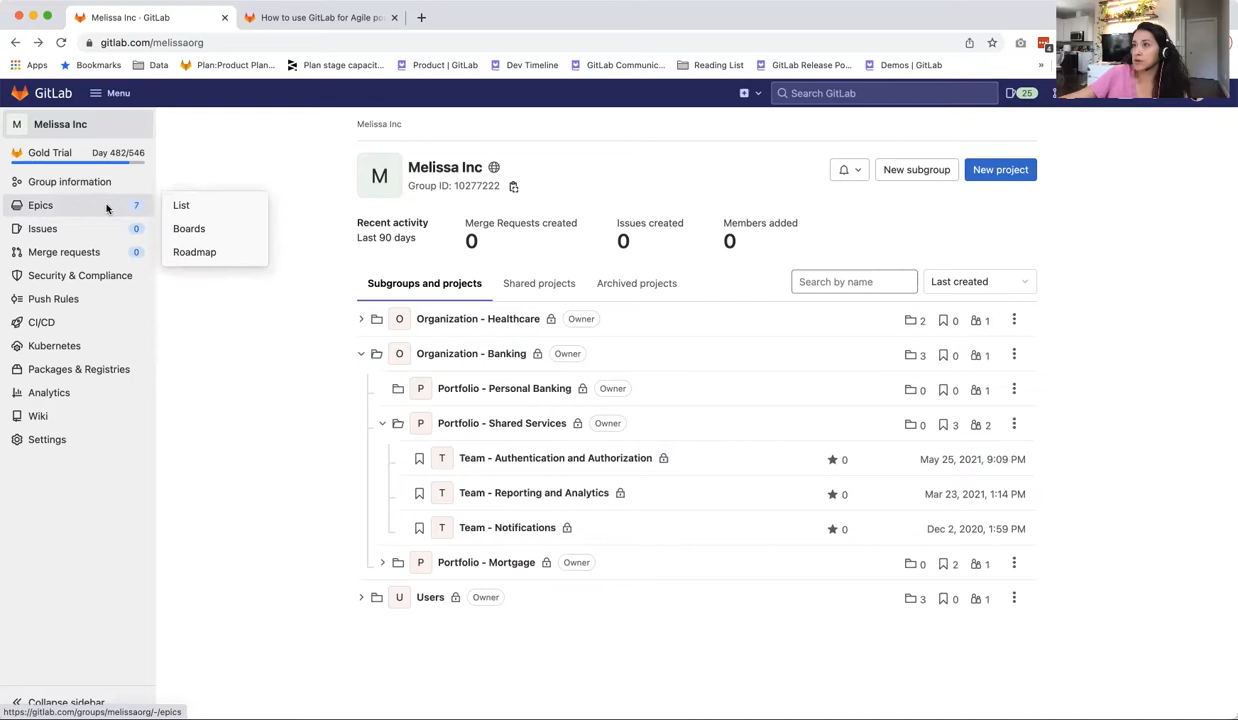 Melissa Inc · GitLab
How to use GitLab for Agile po
gitlab.com/melissaorg
Apps
Bookmarks
Data
Plan:Product Plan...
Plan stage capacit...
Product | GitLab
Dev Timeline
GitLab Communic...
Reading List
GitLab Release Po...
Demos | GitLab
»
GitLab
Menu
Search GitLab
25
M
Melissa Inc
Gold Trial
Day 482/546
Group information
Epics
7
Issues
0
Merge requests
0
Security & Compliance
Push Rules
CI/CD
Kubernetes
Packages & Registries
Analytics
Wiki
Settings
Collapse sidebar
https://gitlab.com/groups/melissaorg/-/epics
List
Boards
Roadmap
Melissa Inc
M
Melissa Inc
Group ID: 10277222
New subgroup
New project
Recent activity
Last 90 days
Merge Requests created
0
Issues created
0
Members added
0
Subgroups and projects
Shared projects
Archived projects
Search by name
Last created
O Organization - Healthcare Owner 2 0 1
O Organization - Banking Owner 3 0 1
P Portfolio - Personal Banking Owner 0 0 1
P Portfolio - Shared Services Owner 0 3 2
T Team - Authentication and Authorization 0 May 25, 2021, 9:09 PM
T Team - Reporting and Analytics 0 Mar 23, 2021, 1:14 PM
T Team - Notifications 0 Dec 2, 2020, 1:59 PM
P Portfolio - Mortgage Owner 0 2 1
U Users Owner 3 0 1